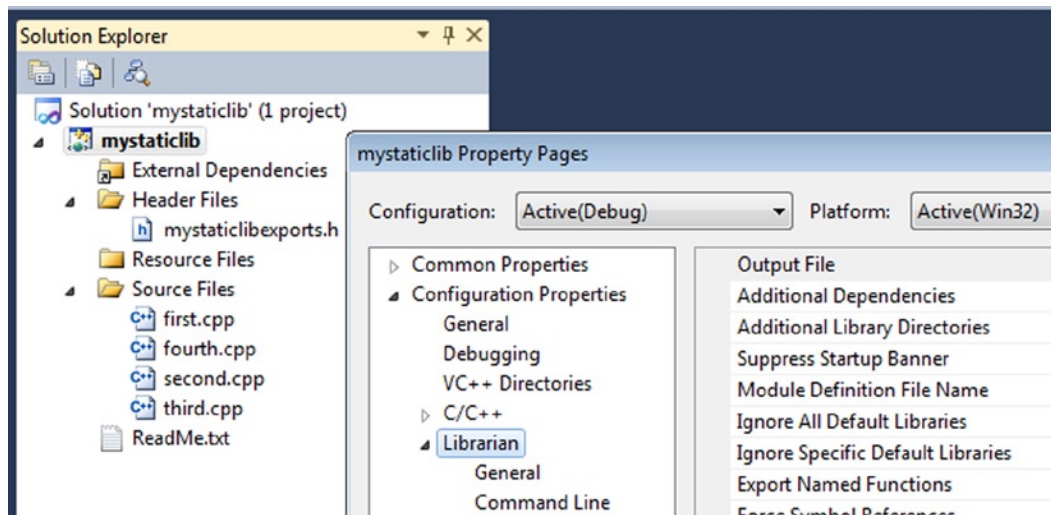 Solution Explorer
Solution 'mystaticlib' (1 project)
mystaticlib
External Dependencies
Header Files
mystaticlibexports.h
Resource Files
Source Files
first.cpp
fourth.cpp
second.cpp
third.cpp
ReadMe.txt
mystaticlib Property Pages
Configuration: Active(Debug) Platform: Active(Win32)
Common Properties
Configuration Properties
General
Debugging
VC++ Directories
C/C++
Librarian
General
Command Line
Output File
Additional Dependencies
Additional Library Directories
Suppress Startup Banner
Module Definition File Name
Ignore All Default Libraries
Ignore Specific Default Libraries
Export Named Functions
Force Symbol References